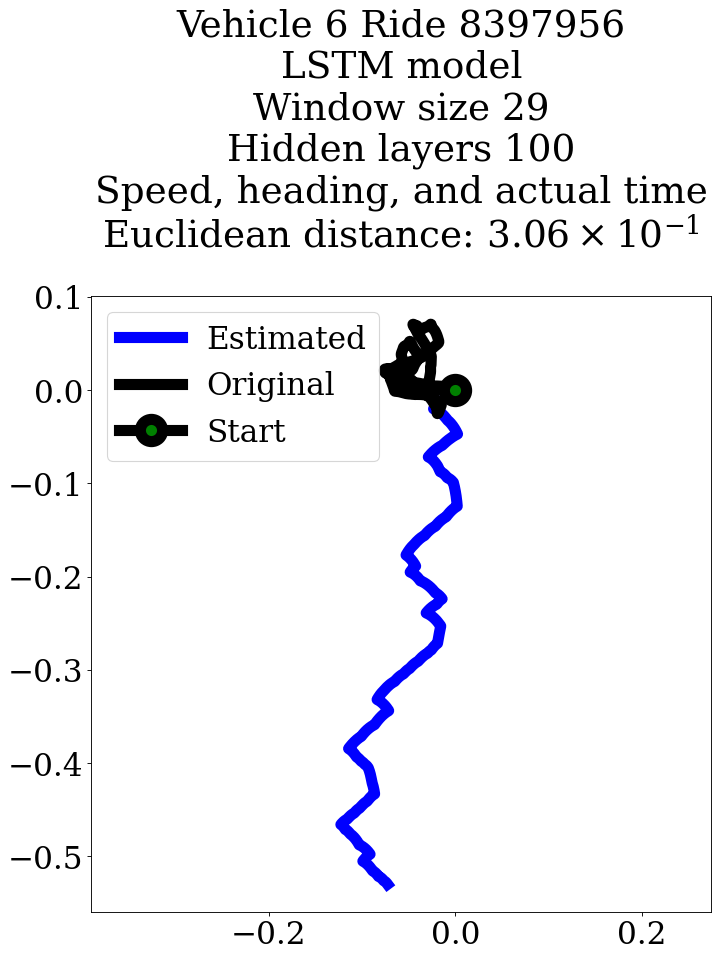 Vehicle 6 Ride 8397956
LSTM model
Window size 29
Hidden layers 100
Speed, heading, and actual time
Euclidean distance: 3.06 × 10⁻¹
0.1
0.0
−0.1
−0.2
−0.3
−0.4
−0.5
Estimated
Original
Start
−0.2
0.0
0.2